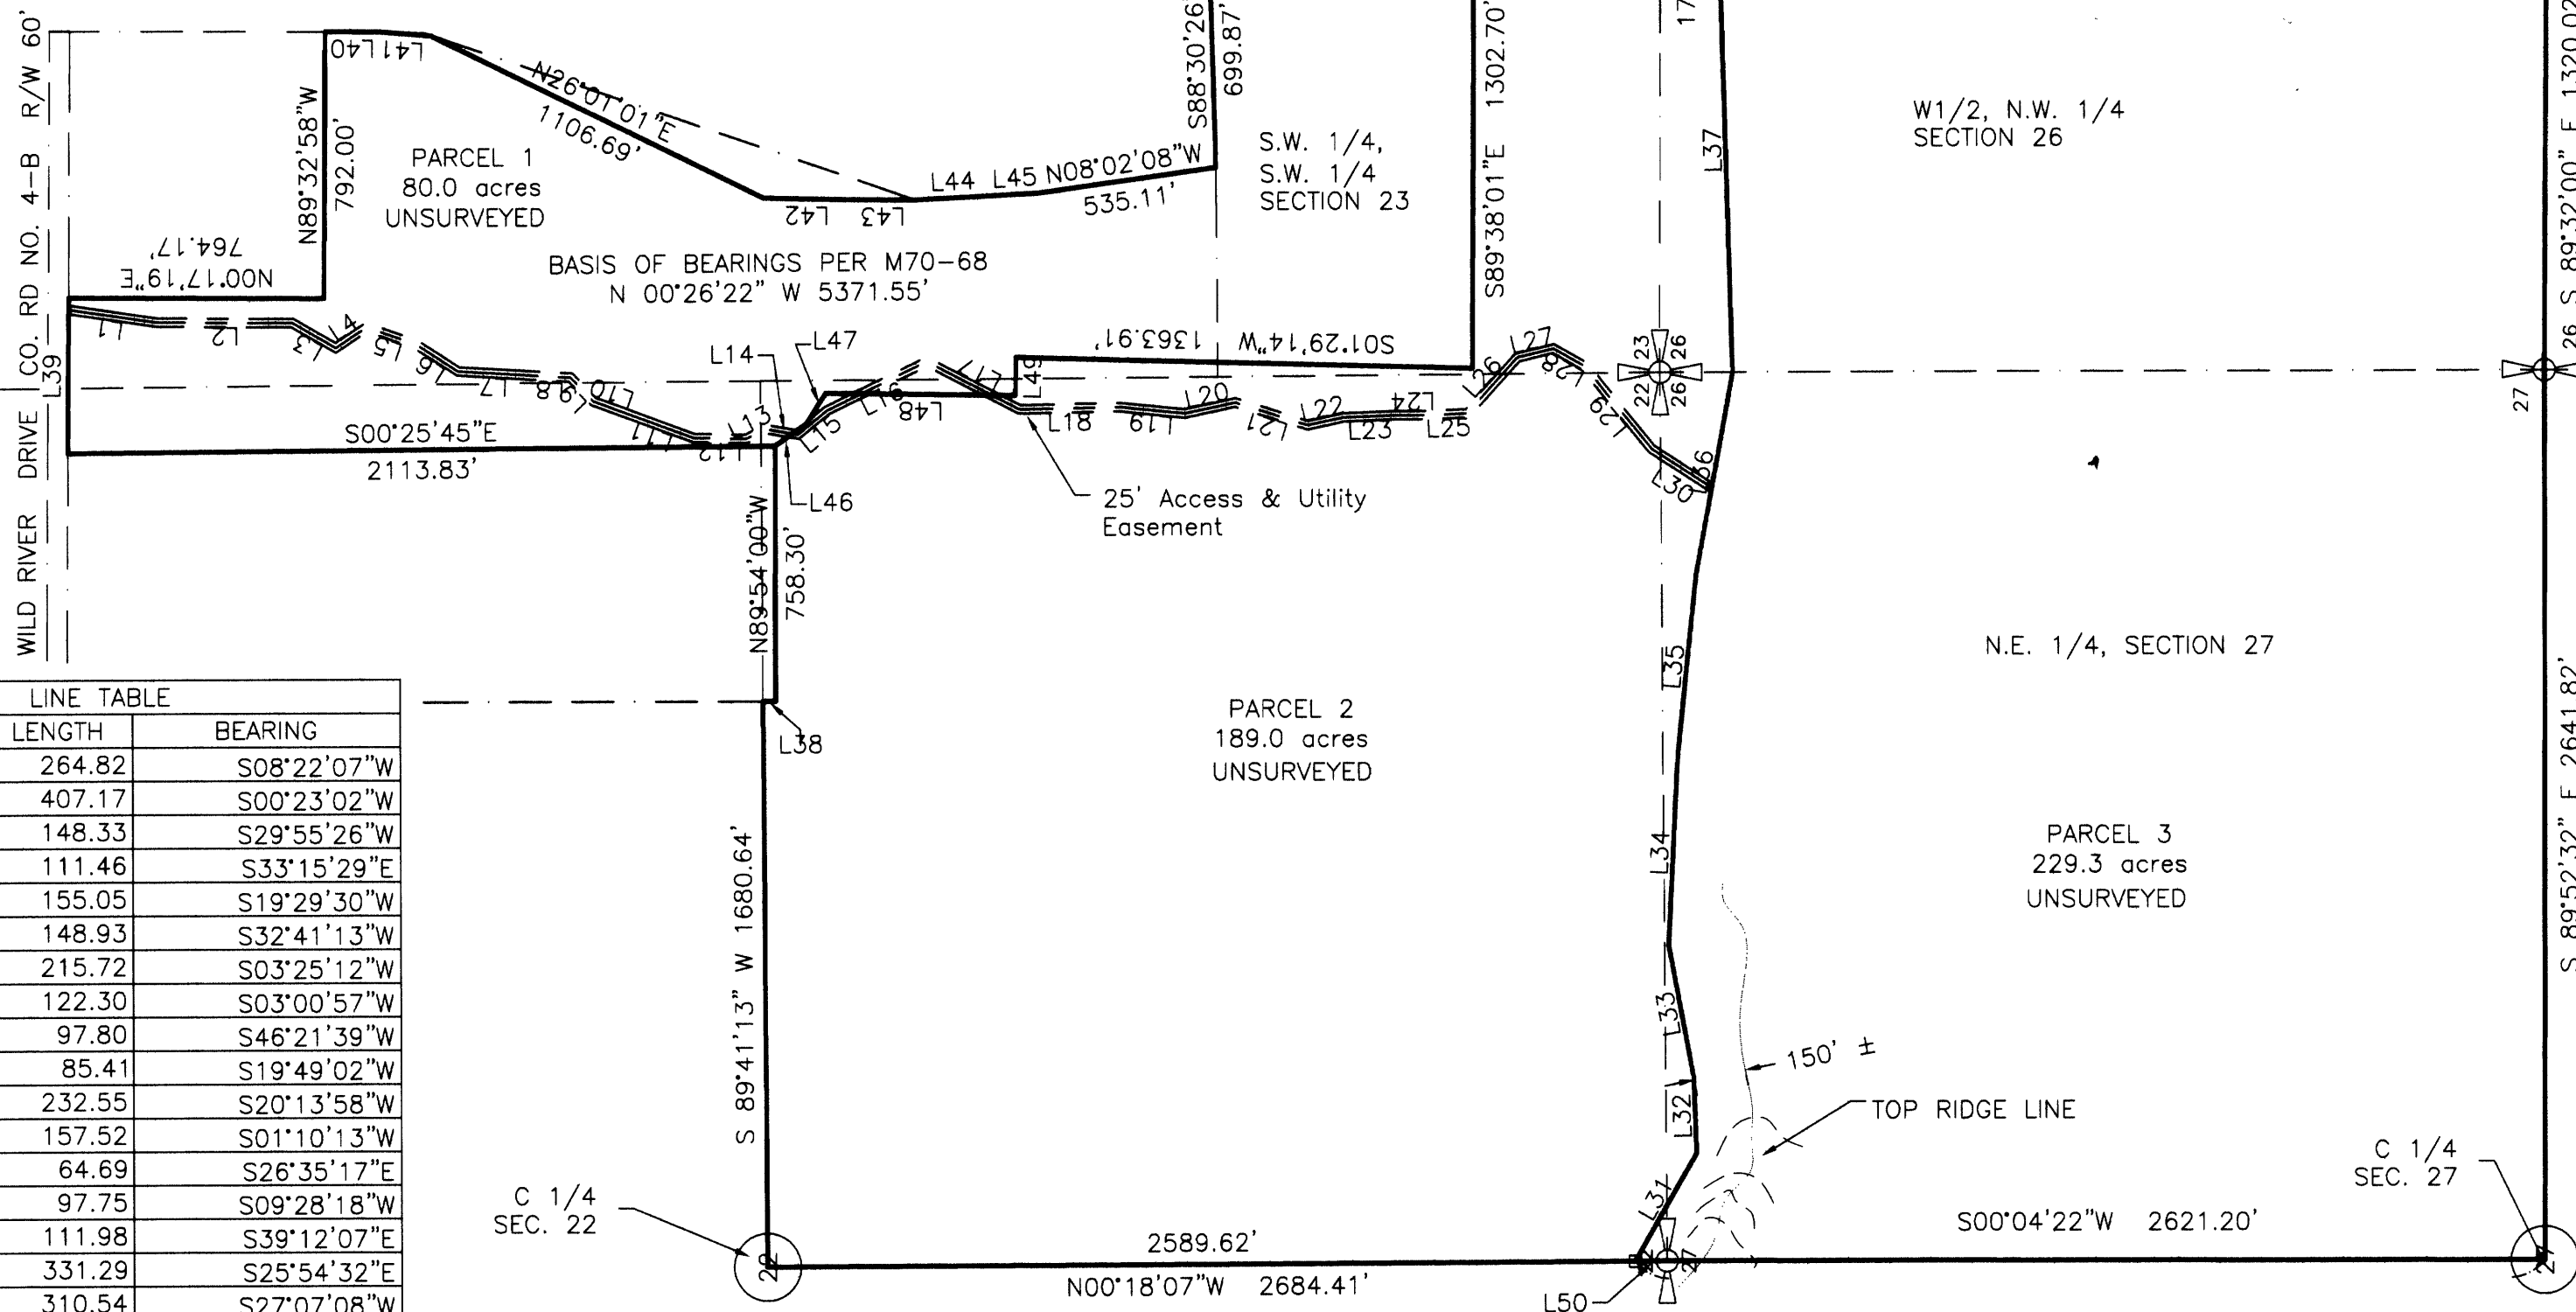 WILD RIVER DRIVE CO. RD NO. 4-B R/W 60'
L39
N00°17'19"E
764.17'
N89°32'58"W
792.00'
L40
L41
PARCEL 1
80.0 acres
UNSURVEYED
N26°01'01"E
1106.69'
L42
L43
L44 L45 N08°02'08"W
535.11'
S88°30'26"
699.87'
BASIS OF BEARINGS PER M70-68
N 00°26'22" W 5371.55'
S.W. 1/4,
S.W. 1/4
SECTION 23
S89°38'01"E 1302.70'
17
L37
W1/2, N.W. 1/4
SECTION 26
26 S 89°32'00" E 1320.02
27
L1
L2
L3
L4
L5
L6
L7
L8
L9
L10
L11
L12
L13
L14
L47
L15
L16
L17
L48
L49
1363.91'
S01°29'14"W
L18
L19
L20
L21
L22
L23
L24
L25
L26
L27
L28
L29
L30
L36
23 26
22 26
S00°25'45"E
2113.83'
L46
N89°54'00"W
758.30'
L38
25' Access & Utility
Easement
L35
N.E. 1/4, SECTION 27
PARCEL 2
189.0 acres
UNSURVEYED
L34
PARCEL 3
229.3 acres
UNSURVEYED
S 89°52'32" E 2641.82'
S 89°41'13" W 1680.64'
L33
L32
L31
150' ±
TOP RIDGE LINE
C 1/4
SEC. 22
C 1/4
SEC. 27
22
2589.62'
N00°18'07"W 2684.41'
L50
27
S00°04'22"W 2621.20'
27
LINE TABLE
LENGTH BEARING
264.82 S08°22'07"W
407.17 S00°23'02"W
148.33 S29°55'26"W
111.46 S33°15'29"E
155.05 S19°29'30"W
148.93 S32°41'13"W
215.72 S03°25'12"W
122.30 S03°00'57"W
97.80 S46°21'39"W
85.41 S19°49'02"W
232.55 S20°13'58"W
157.52 S01°10'13"W
64.69 S26°35'17"E
97.75 S09°28'18"W
111.98 S39°12'07"E
331.29 S25°54'32"E
310.54 S27°07'08"W